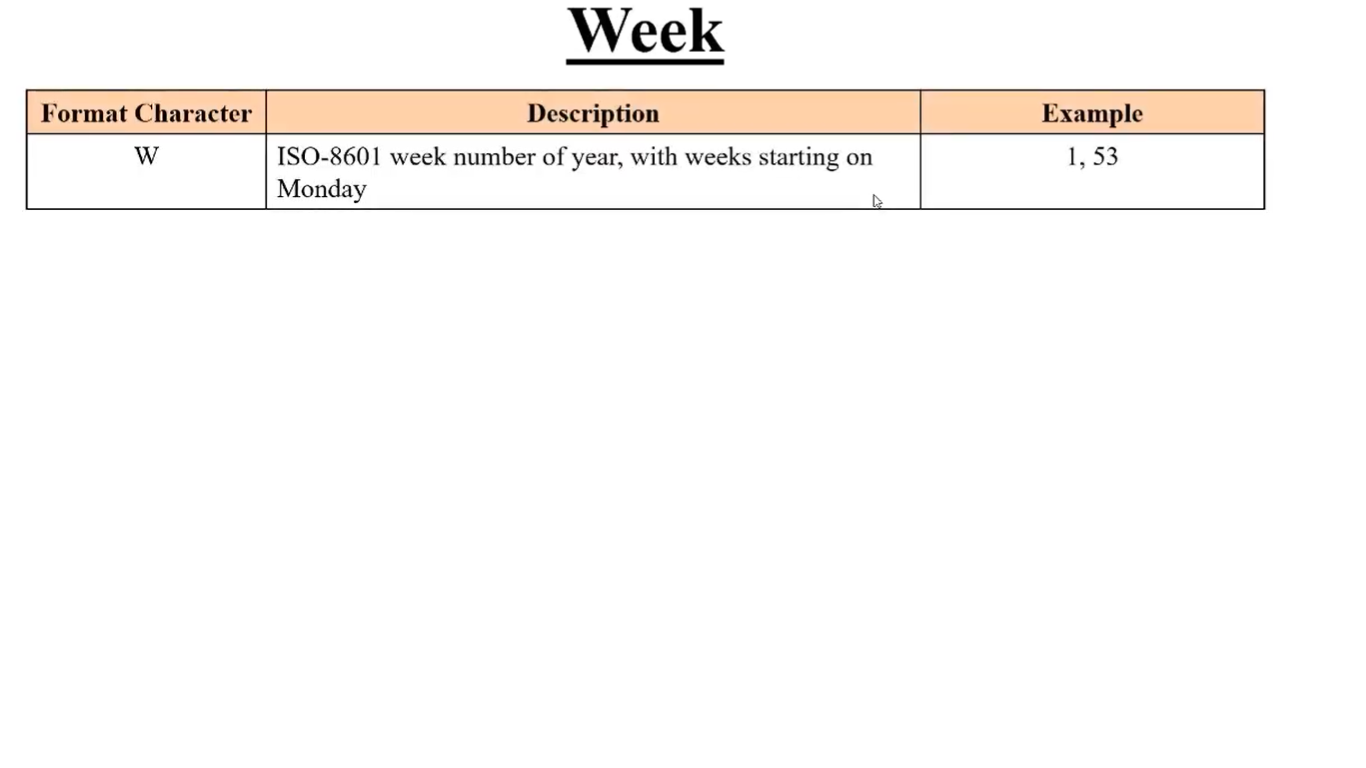 Week
Format Character Description Example
W ISO-8601 week number of year, with weeks starting on 1, 53
Monday